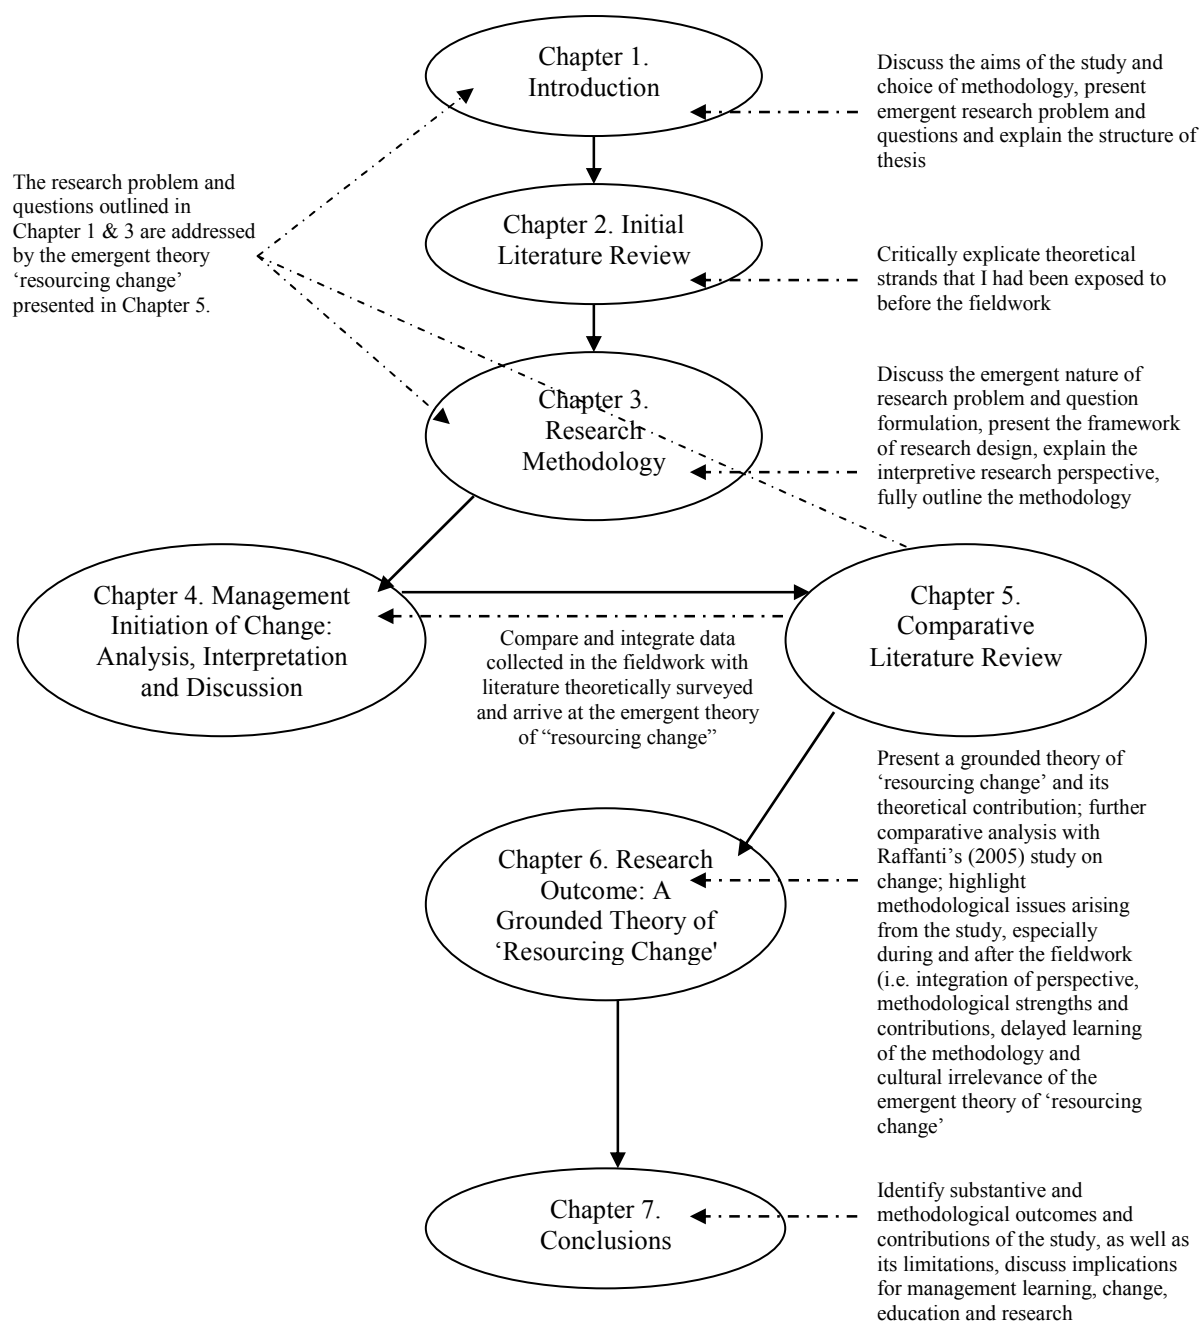 Chapter 1.
Introduction
Discuss the aims of the study and
choice of methodology, present
emergent research problem and
questions and explain the structure of
thesis
The research problem and
questions outlined in
Chapter 1 & 3 are addressed
by the emergent theory
‘resourcing change’
presented in Chapter 5.
Chapter 2. Initial
Literature Review
Critically explicate theoretical
strands that I had been exposed to
before the fieldwork
Chapter 3.
Research
Methodology
Discuss the emergent nature of
research problem and question
formulation, present the framework
of research design, explain the
interpretive research perspective,
fully outline the methodology
Chapter 4. Management
Initiation of Change:
Analysis, Interpretation
and Discussion
Compare and integrate data
collected in the fieldwork with
literature theoretically surveyed
and arrive at the emergent theory
of “resourcing change”
Chapter 5.
Comparative
Literature Review
Chapter 6. Research
Outcome: A
Grounded Theory of
‘Resourcing Change'
Present a grounded theory of
‘resourcing change’ and its
theoretical contribution; further
comparative analysis with
Raffanti’s (2005) study on
change; highlight
methodological issues arising
from the study, especially
during and after the fieldwork
(i.e. integration of perspective,
methodological strengths and
contributions, delayed learning
of the methodology and
cultural irrelevance of the
emergent theory of ‘resourcing
change’
Chapter 7.
Conclusions
Identify substantive and
methodological outcomes and
contributions of the study, as well as
its limitations, discuss implications
for management learning, change,
education and research